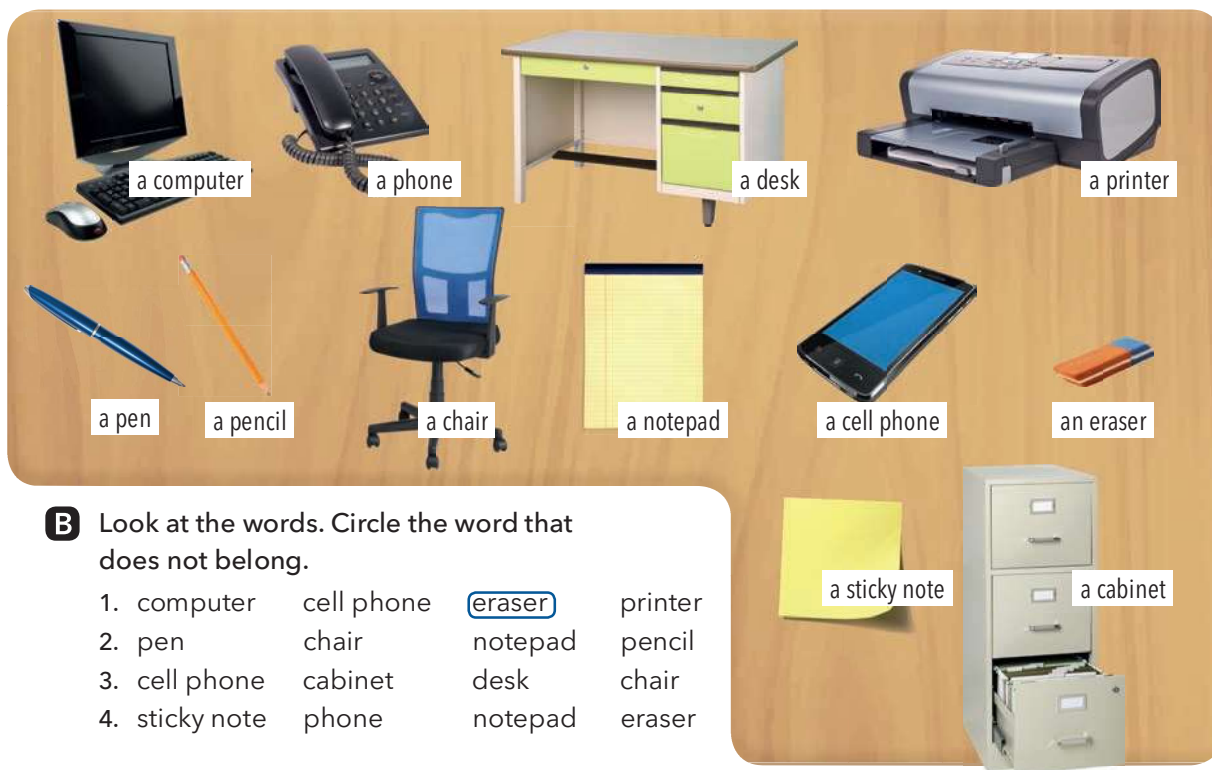 a computer
a phone
a desk
a printer
a pen
a pencil
a chair
a notepad
a cell phone
an eraser
a sticky note
a cabinet
B Look at the words. Circle the word that
does not belong.
1. computer cell phone eraser printer
2. pen chair notepad pencil
3. cell phone cabinet desk chair
4. sticky note phone notepad eraser